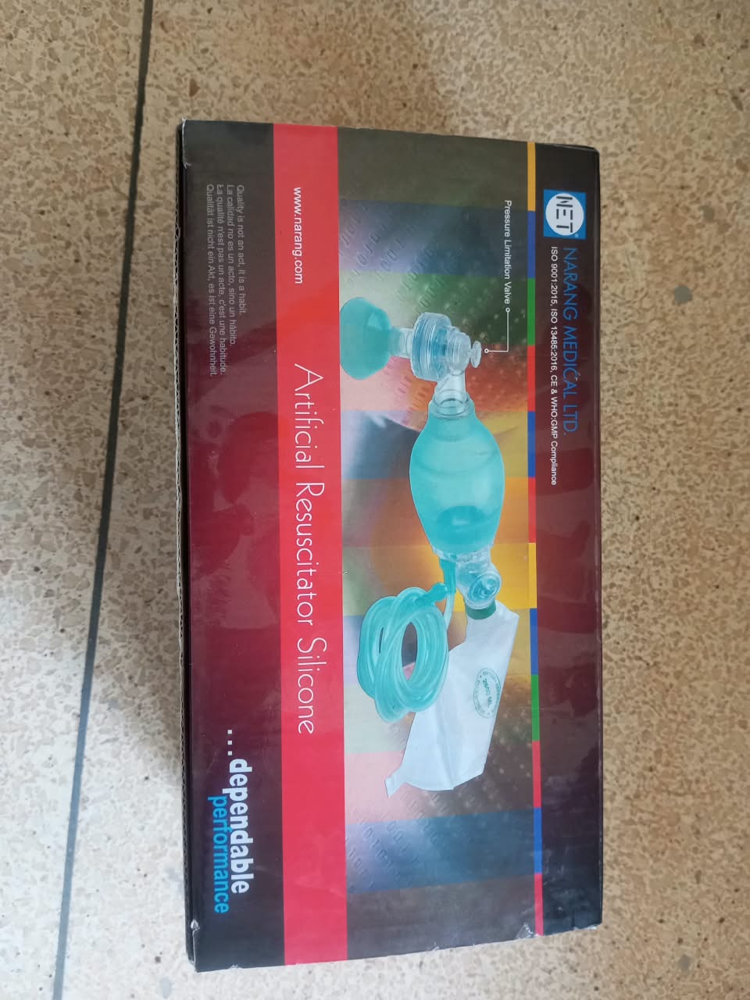 NET
NARANG MEDICAL LTD.
ISO 9001:2015, ISO 13485:2016, CE & WHO:GMP Compliance
Pressure Limitation Valve
2600 ML
www.narang.com
Artificial Resuscitator Silicone
Quality is not an act, it is a habit.
La calidad no es un acto, sino un hábito.
La qualité n'est pas un acte, c'est une habitude.
Qualität ist nicht ein Akt, es ist eine Gewohnheit.
...dependable
performance